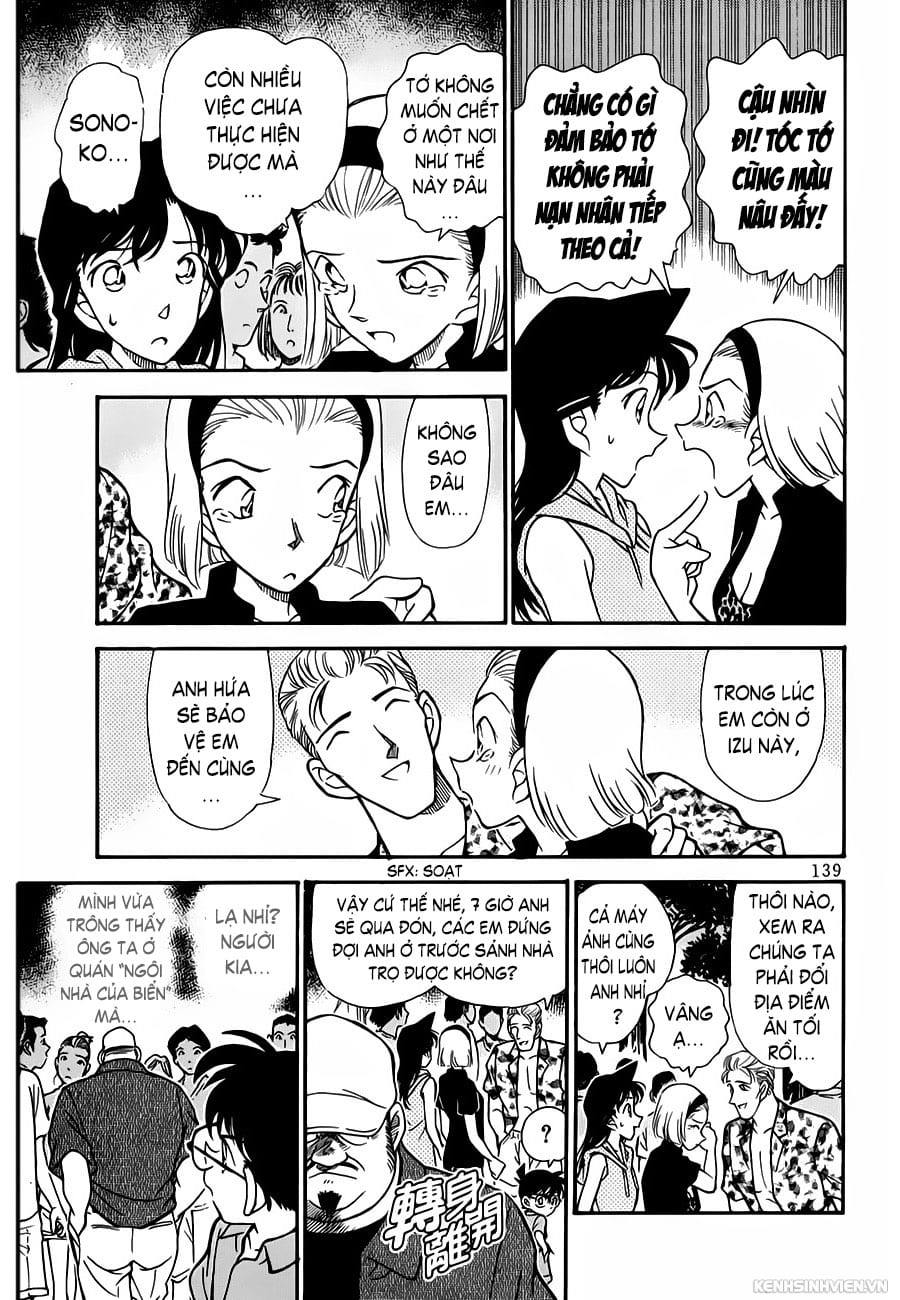 CẬU NHÌN
ĐI! TÓC TỚ
CŨNG MÀU
NÂU ĐẤY!
CHẲNG CÓ GÌ
ĐẢM BẢO TỚ
KHÔNG PHẢI
NẠN NHÂN TIẾP
THEO CẢ!
TỚ KHÔNG
MUỐN CHẾT
Ở MỘT NƠI
NHƯ THẾ
NÀY ĐÂU
...
CÒN NHIỀU
VIỆC CHƯA
THỰC HIỆN
ĐƯỢC MÀ
...
SONO-
KO...
KHÔNG
SAO
ĐÂU
EM...
TRONG LÚC
EM CÒN Ở
IZU NÀY,
ANH HỨA
SẼ BẢO
VỆ EM
ĐẾN CÙNG
...
139
THÔI NÀO,
XEM RA
CHÚNG TA
PHẢI ĐỔI
ĐỊA ĐIỂM
ĂN TỐI
RỒI...
VÂNG
Ạ...
CẢ MÁY
ẢNH CŨNG
THÔI LUÔN
ANH NHỈ
?
SFX: SOẠT
VẬY CỨ THẾ NHÉ, 7 GIỜ ANH
SẼ QUA ĐÓN, CÁC EM ĐỨNG
ĐỢI ANH Ở TRƯỚC SẢNH NHÀ
TRỌ ĐƯỢC KHÔNG?
?
轉身
離開
LẠ NHỈ?
NGƯỜI
KIA...
MÌNH VỪA
TRÔNG THẤY
ÔNG TA Ở
QUÁN "NGÔI
NHÀ CỦA BIỂN"
MÀ...
KENHSINHVIEN.VN